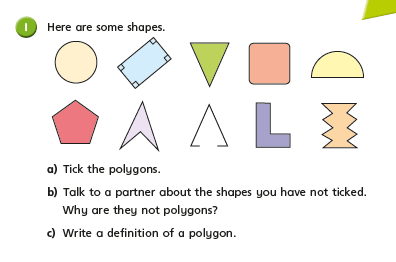 1 Here are some shapes.
a) Tick the polygons.
b) Talk to a partner about the shapes you have not ticked.
Why are they not polygons?
c) Write a definition of a polygon.